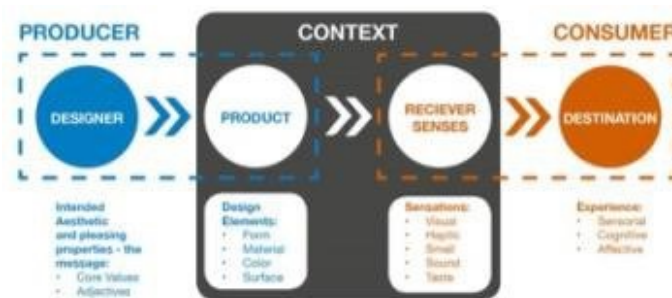 PRODUCER
CONTEXT
CONSUMER
DESIGNER
PRODUCT
RECIEVER
SENSES
DESTINATION
Intended
Aesthetic
and pleasing
properties - the
message:
• Core Values
• Adjectives
Design
Elements:
• Form
• Material
• Color
• Surface
Sensations:
• Visual
• Haptic
• Smell
• Sound
• Taste
Experience:
• Sensorial
• Cognitive
• Affective